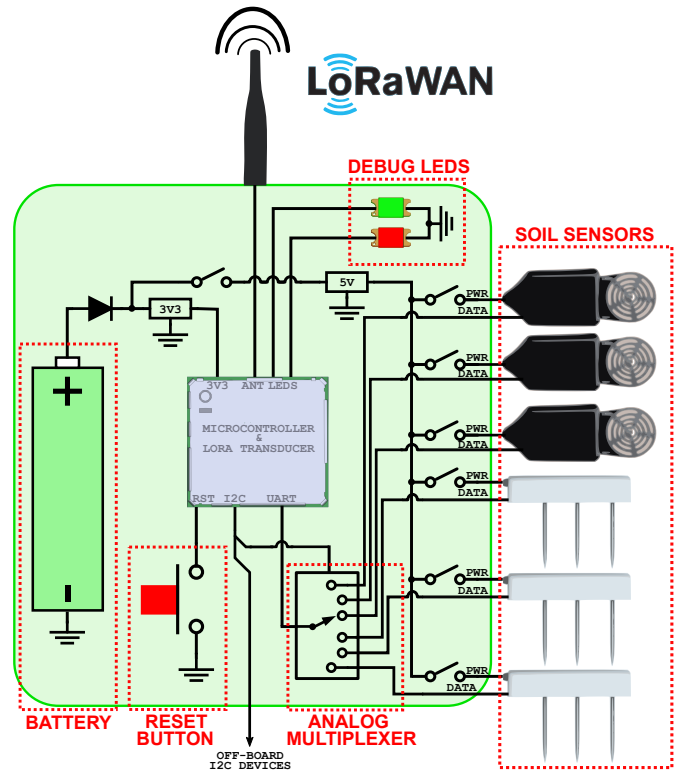 LoRaWAN
DEBUG LEDS
SOIL SENSORS
5V
PWR
DATA
3V3
PWR
DATA
3V3 ANT LEDS
MICROCONTROLLER
&
LORA TRANSDUCER
PWR
DATA
RST I2C UART
PWR
DATA
PWR
DATA
PWR
DATA
BATTERY
RESET
BUTTON
ANALOG
MULTIPLEXER
OFF-BOARD
I2C DEVICES